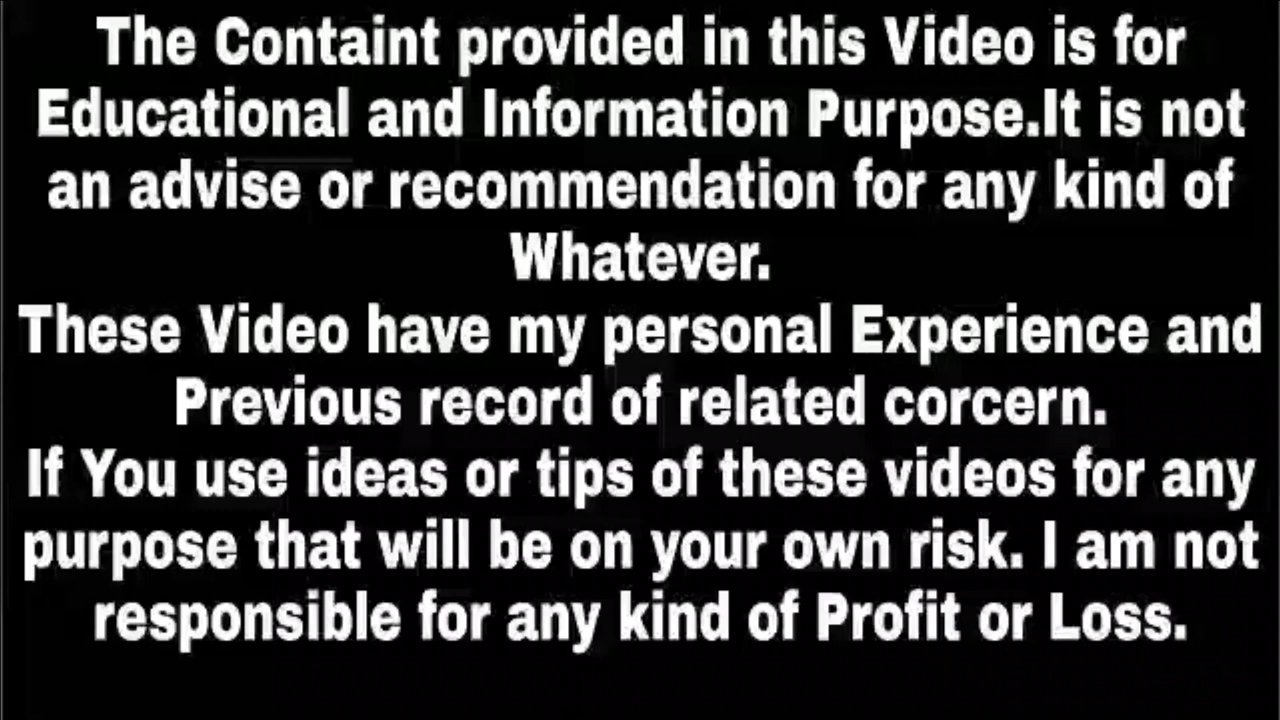 The Containt provided in this Video is for
Educational and Information Purpose.It is not
an advise or recommendation for any kind of
Whatever.
These Video have my personal Experience and
Previous record of related corcern.
If You use ideas or tips of these videos for any
purpose that will be on your own risk. I am not
responsible for any kind of Profit or Loss.